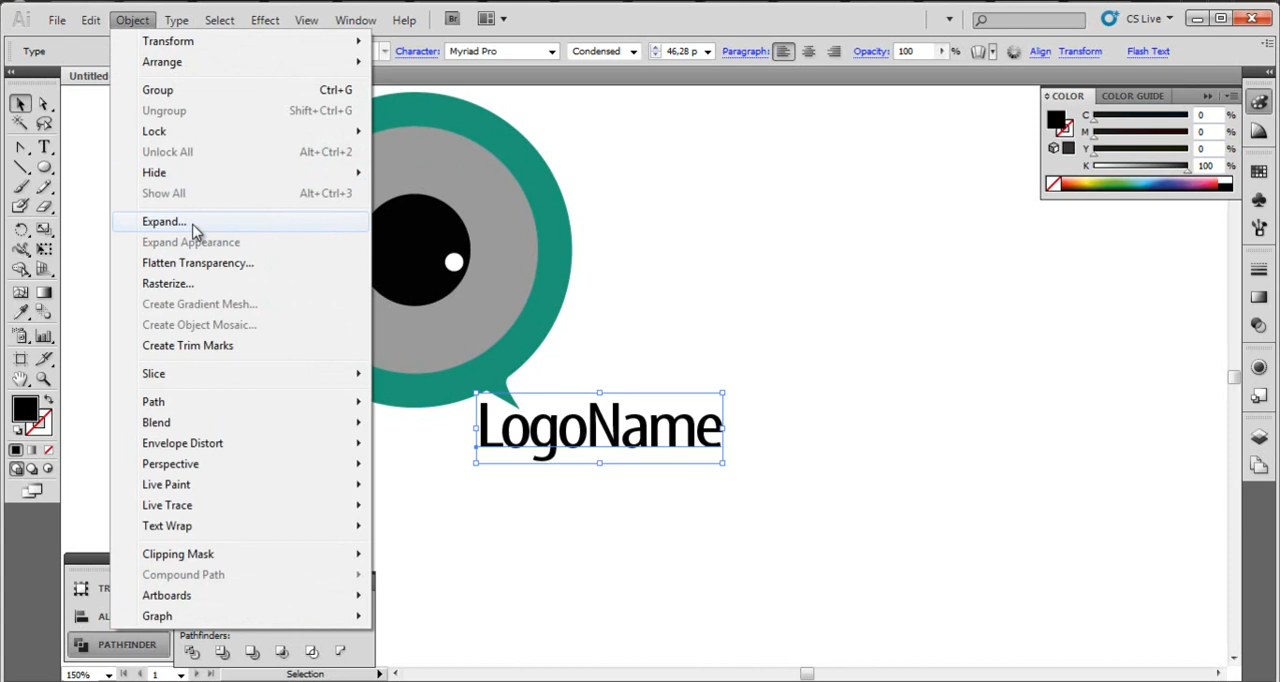 Ai File Edit Object Type Select Effect View Window Help Br CS Live
Type Character: Myriad Pro Condensed 46,28 p Paragraph: Opacity: 100 % Align Transform Flash Text
Untitled
Transform
Arrange
Group Ctrl+G
Ungroup Shift+Ctrl+G
Lock
Unlock All Alt+Ctrl+2
Hide
Show All Alt+Ctrl+3
Expand...
Expand Appearance
Flatten Transparency...
Rasterize...
Create Gradient Mesh...
Create Object Mosaic...
Create Trim Marks
Slice
Path
Blend
Envelope Distort
Perspective
Live Paint
Live Trace
Text Wrap
Clipping Mask
Compound Path
Artboards
Graph
COLOR COLOR GUIDE
C 0 %
M 0 %
Y 0 %
K 100 %
LogoName
TR
AL
PATHFINDER
Pathfinders:
150% 1 Selection